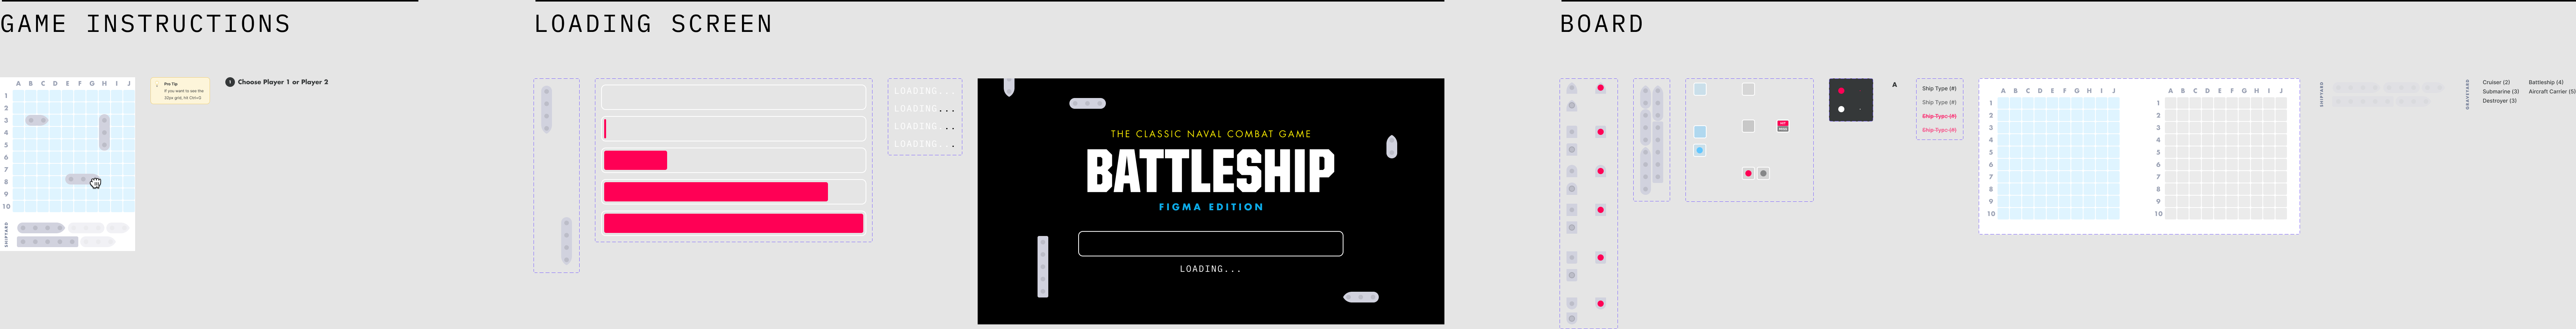 GAME INSTRUCTIONS
A B C D E F G H I J
1
2
3
4
5
6
7
8
9
10
SHIPYARD
Pro Tip
If you want to see the
32px grid, hit Ctrl+G
1 Choose Player 1 or Player 2
LOADING SCREEN
LOADING...
LOADING...
LOADING...
LOADING...
THE CLASSIC NAVAL COMBAT GAME
BATTLESHIP
FIGMA EDITION
LOADING...
BOARD
HIT
MISS
A
Ship Type (#)
Ship Type (#)
Ship Type (#)
Ship Type (#)
A B C D E F G H I J
1
2
3
4
5
6
7
8
9
10
A B C D E F G H I J
1
2
3
4
5
6
7
8
9
10
SHIPYARD
GRAVEYARD
Cruiser (2)
Submarine (3)
Destroyer (3)
Battleship (4)
Aircraft Carrier (5)